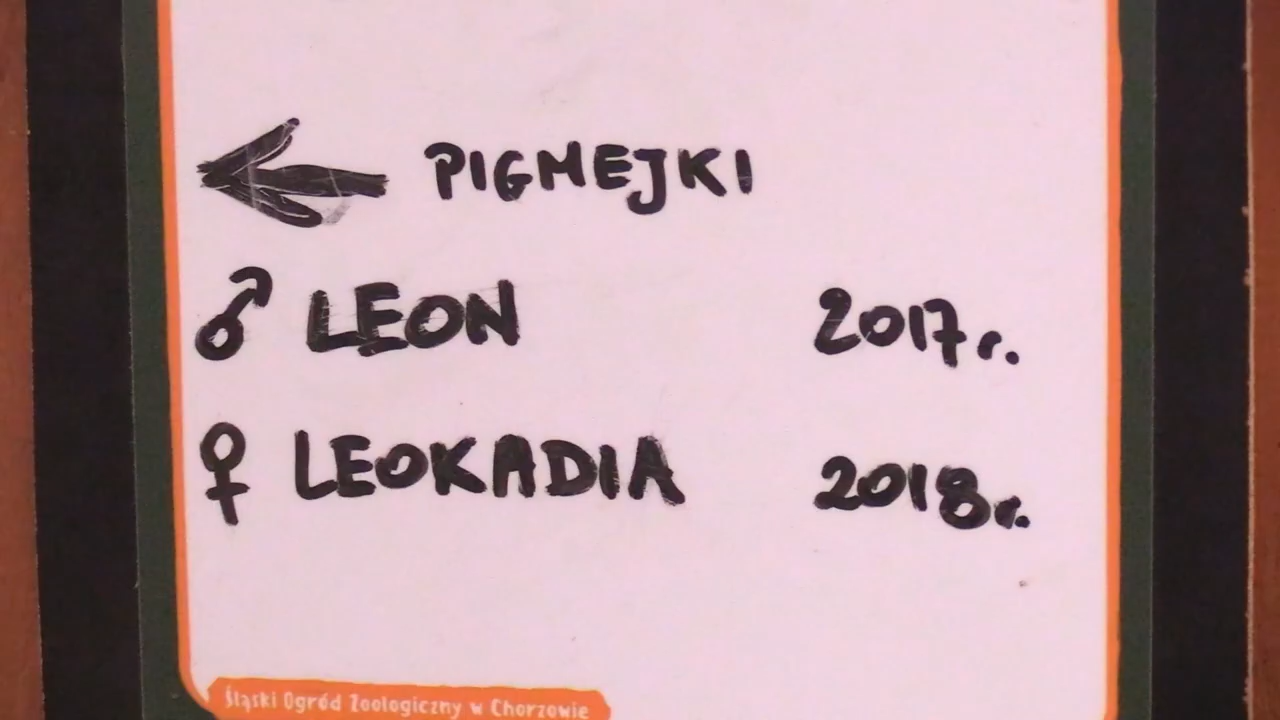 ← PIGMEJKI
♂ LEON 2017 r.
♀ LEOKADIA 2018 r.
Śląski Ogród Zoologiczny w Chorzowie